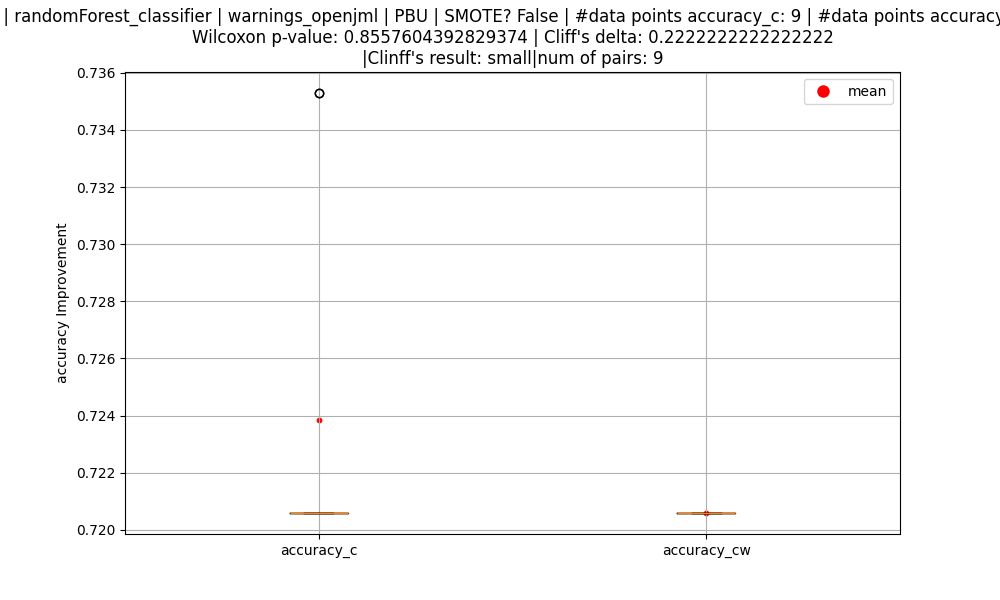 | randomForest_classifier | warnings_openjml | PBU | SMOTE? False | #data points accuracy_c: 9 | #data points accuracy
Wilcoxon p-value: 0.8557604392829374 | Cliff's delta: 0.2222222222222222
|Clinff's result: small|num of pairs: 9
0.736
mean
0.734
0.732
0.730
0.728
0.726
0.724
0.722
0.720
accuracy Improvement
accuracy_c
accuracy_cw